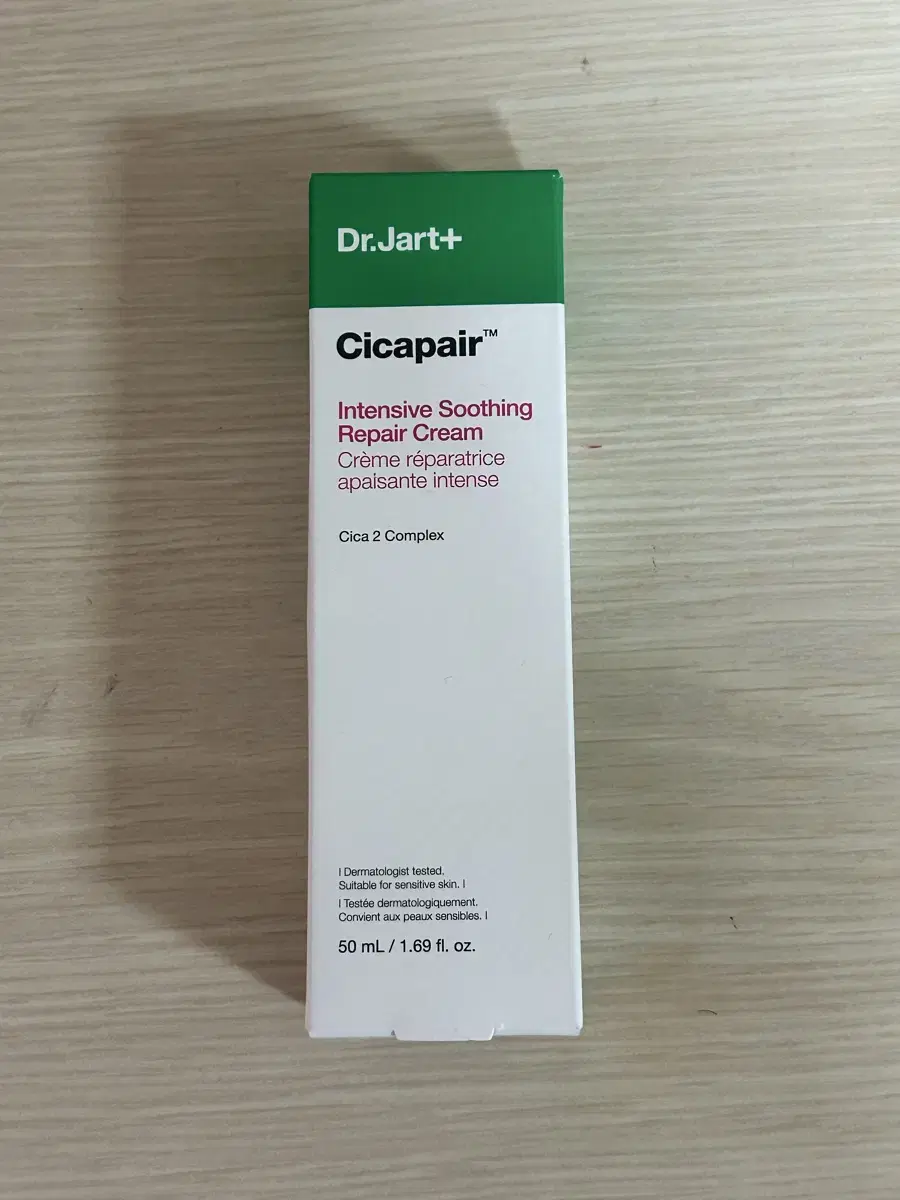 Dr.Jart+
Cicapair™
Intensive Soothing
Repair Cream
Crème réparatrice
apaisante intense
Cica 2 Complex
I Dermatologist tested.
Suitable for sensitive skin. I
I Testée dermatologiquement.
Convient aux peaux sensibles. I
50 mL / 1.69 fl. oz.